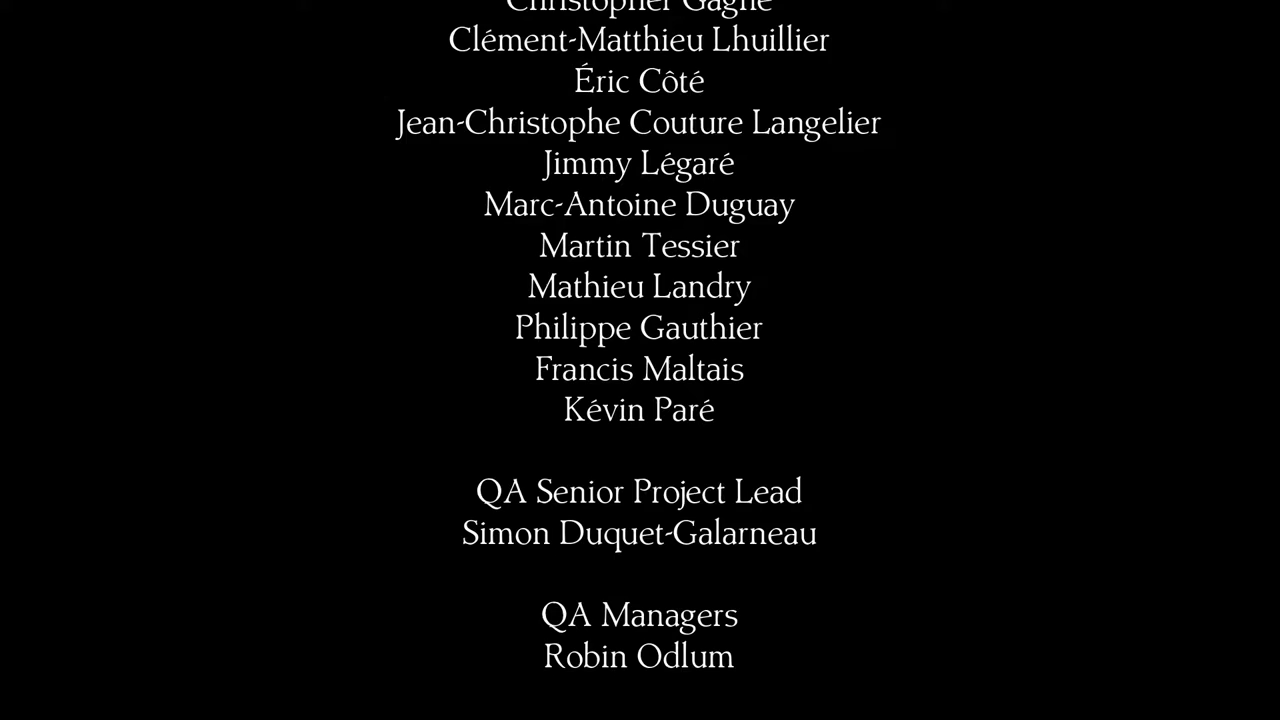 Christopher Gagné
Clément-Matthieu Lhuillier
Éric Côté
Jean-Christophe Couture Langelier
Jimmy Légaré
Marc-Antoine Duguay
Martin Tessier
Mathieu Landry
Philippe Gauthier
Francis Maltais
Kévin Paré
QA Senior Project Lead
Simon Duquet-Galarneau
QA Managers
Robin Odlum